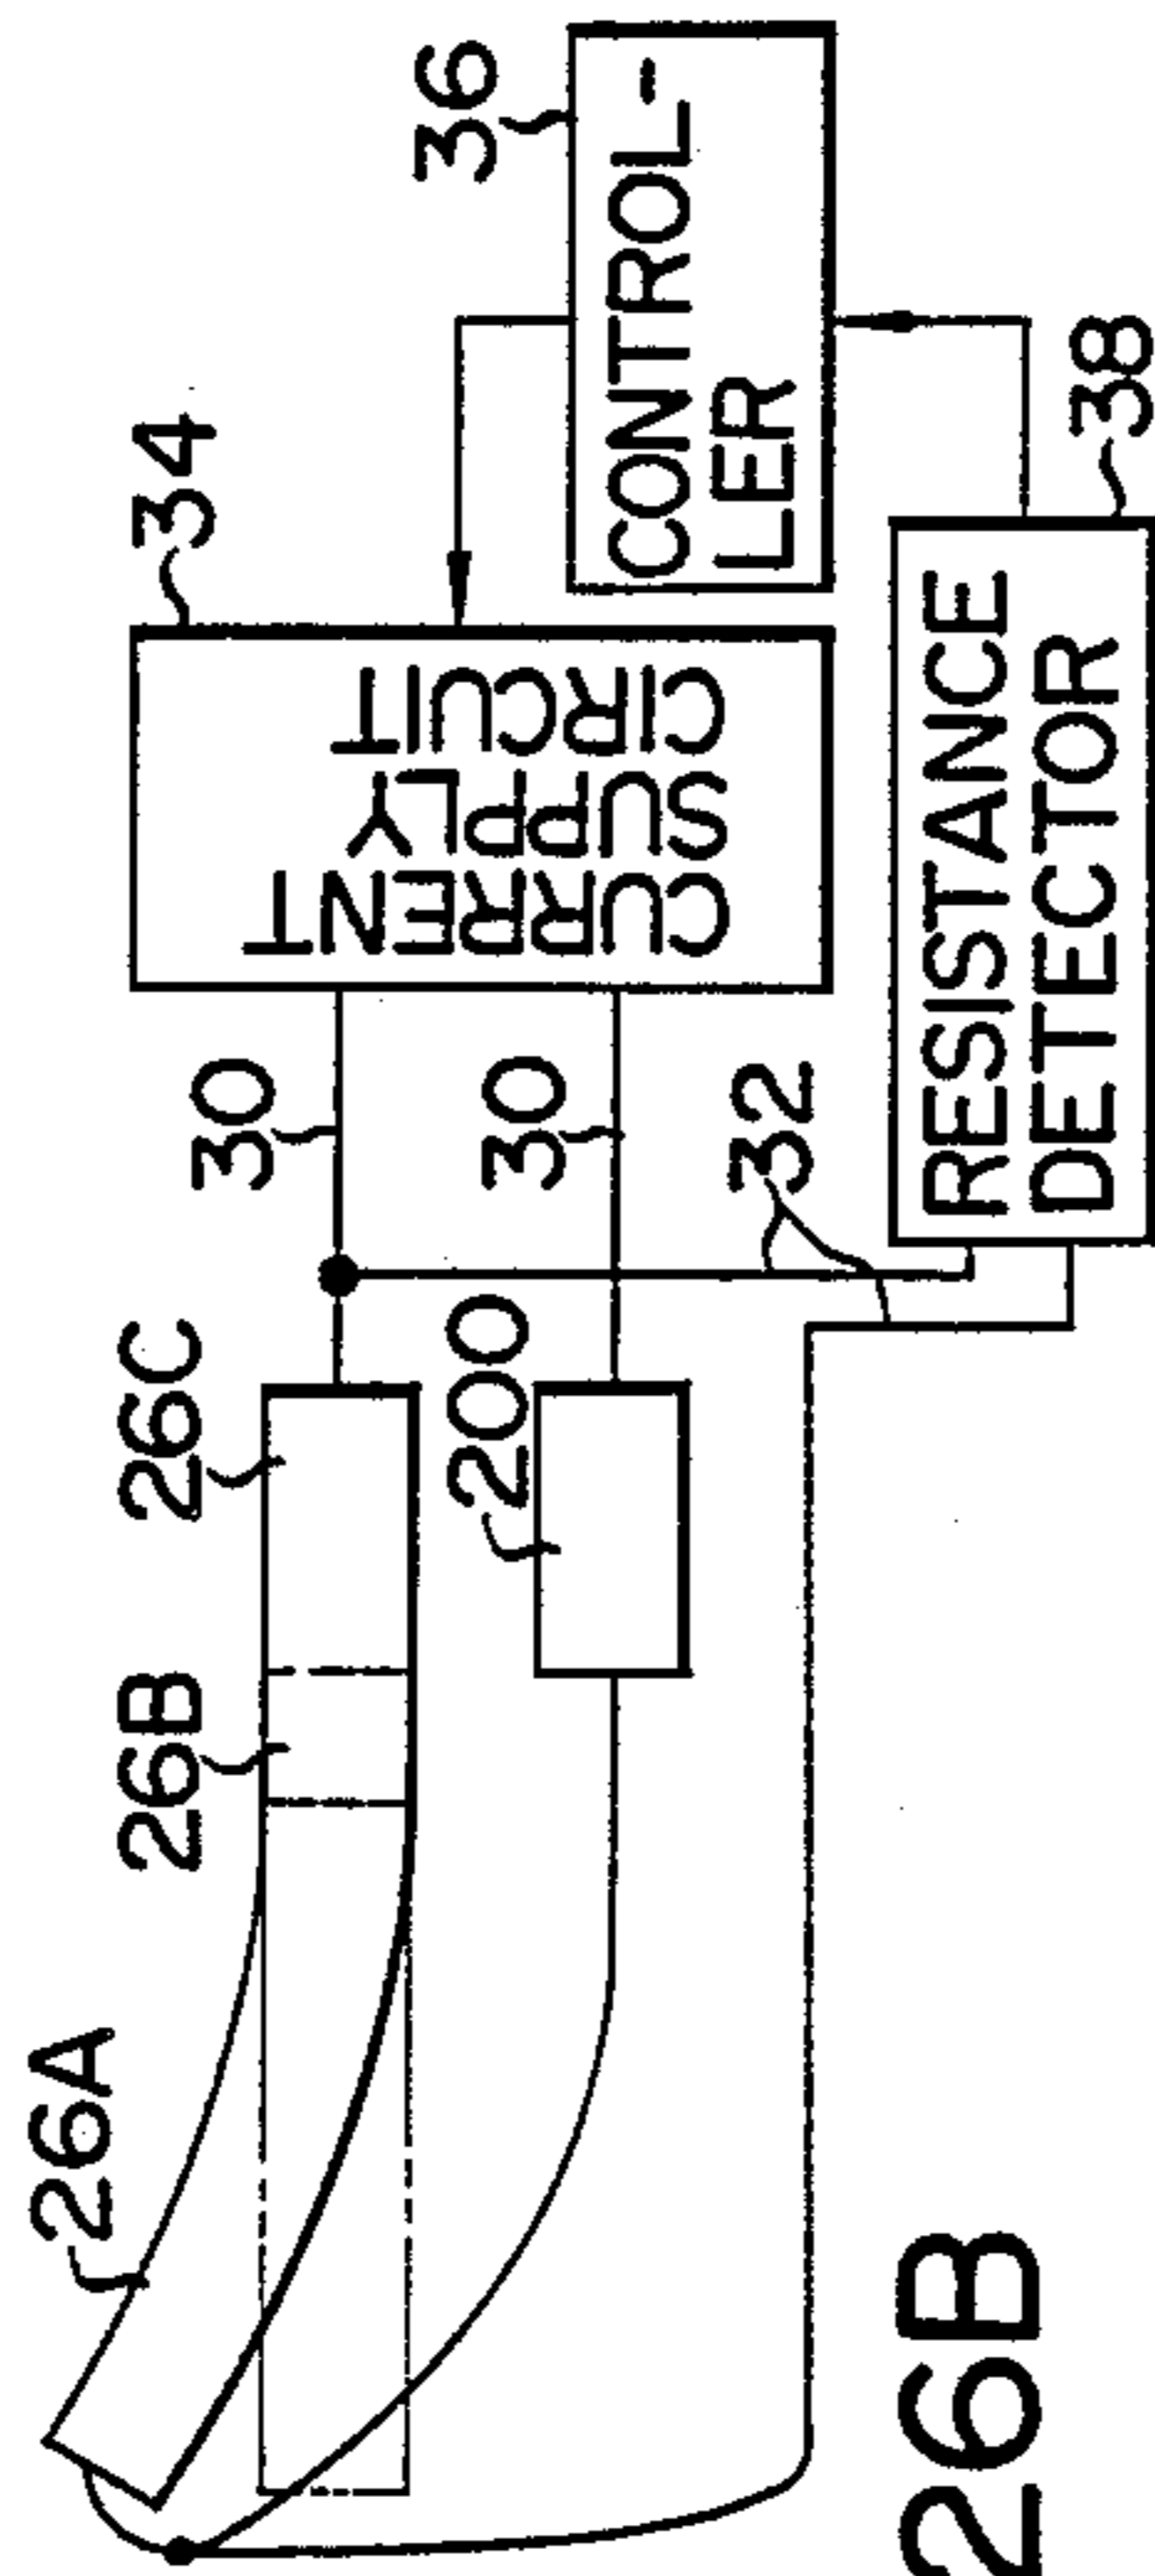 26A
26B
26C
34
30
36
200
30
CURRENT
SUPPLY
CIRCUIT
CONTROL-
LER
32
RESISTANCE
DETECTOR
38
26B